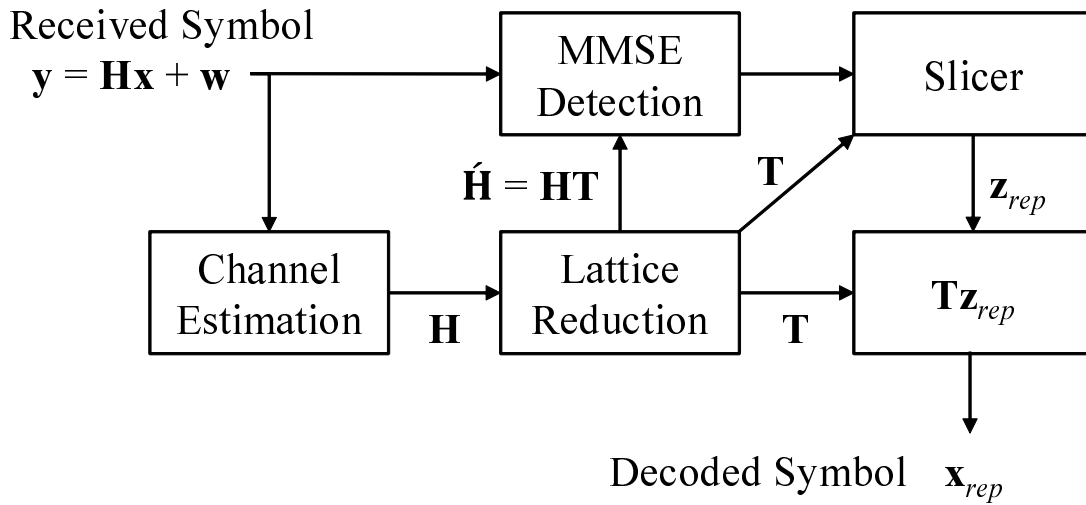 Received Symbol
y = Hx + w
MMSE
Detection
Slicer
H́ = HT
T
z_rep
Channel
Estimation
H
Lattice
Reduction
T
Tz_rep
Decoded Symbol x_rep